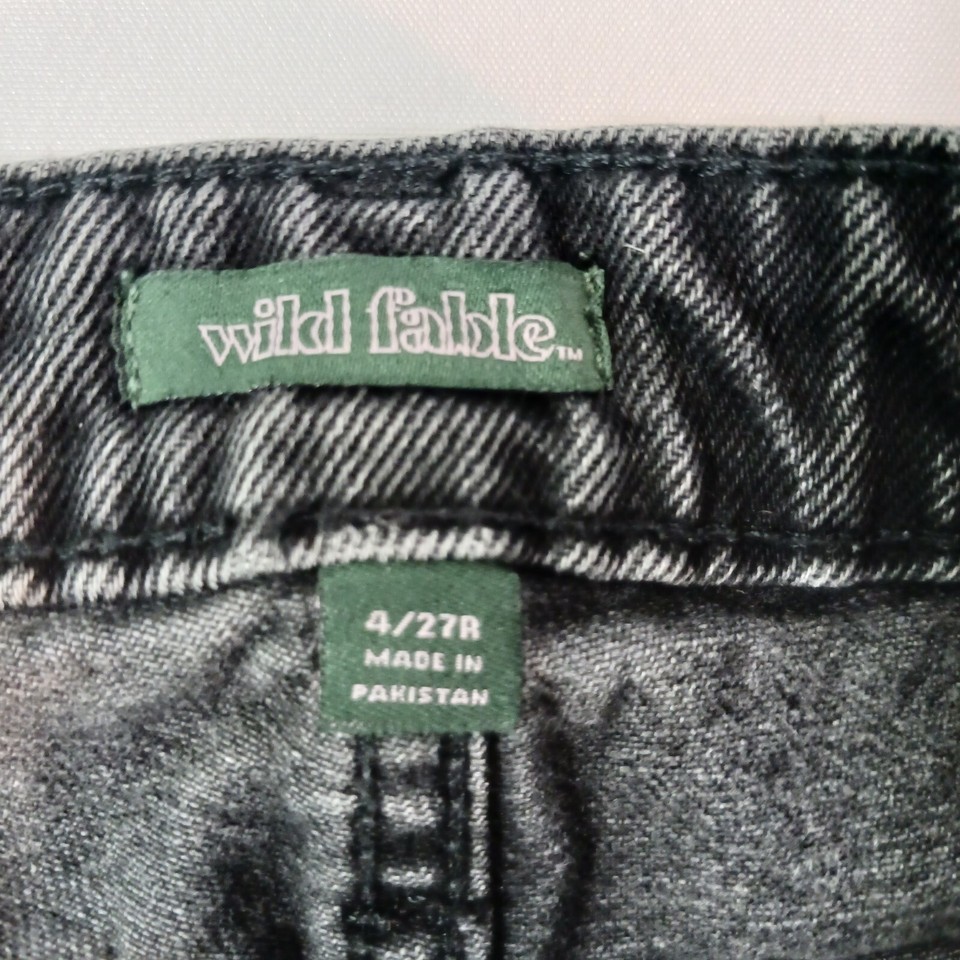 wild fable™
4/27R
MADE IN
PAKISTAN